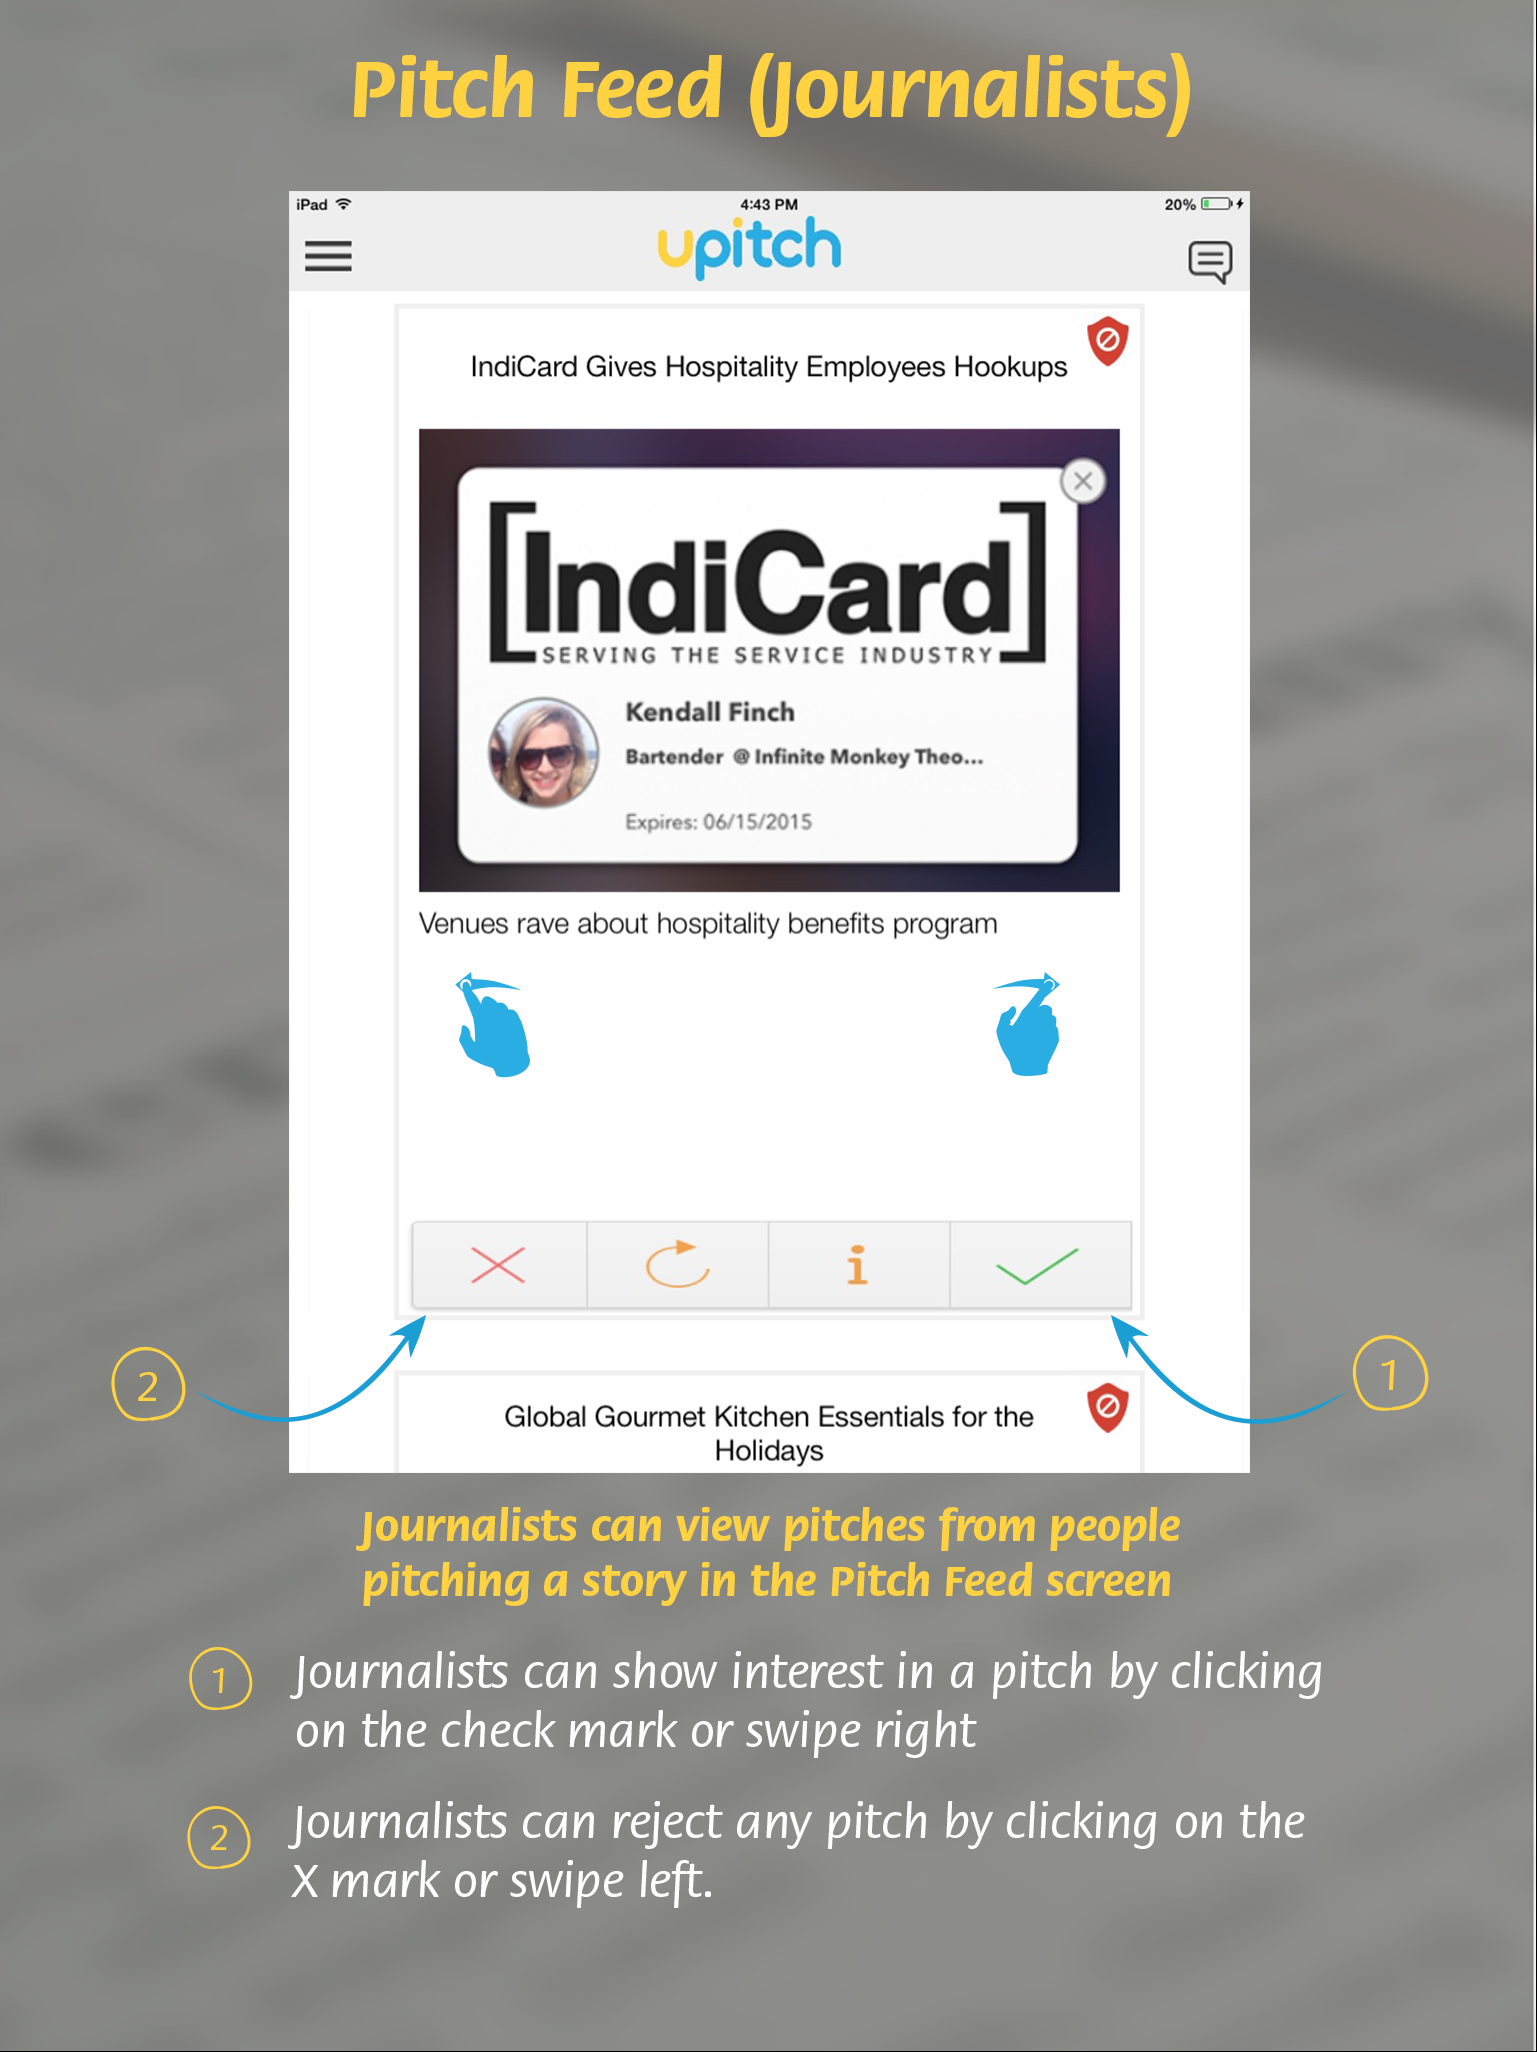 Pitch Feed (Journalists)
iPad 4:43 PM 20%
upitch
IndiCard Gives Hospitality Employees Hookups
[IndiCard]
SERVING THE SERVICE INDUSTRY
Kendall Finch
Bartender @ Infinite Monkey Theo...
Expires: 06/15/2015
Venues rave about hospitality benefits program
i
2
1
Global Gourmet Kitchen Essentials for the
Holidays
Journalists can view pitches from people
pitching a story in the Pitch Feed screen
1 Journalists can show interest in a pitch by clicking
on the check mark or swipe right
2 Journalists can reject any pitch by clicking on the
X mark or swipe left.